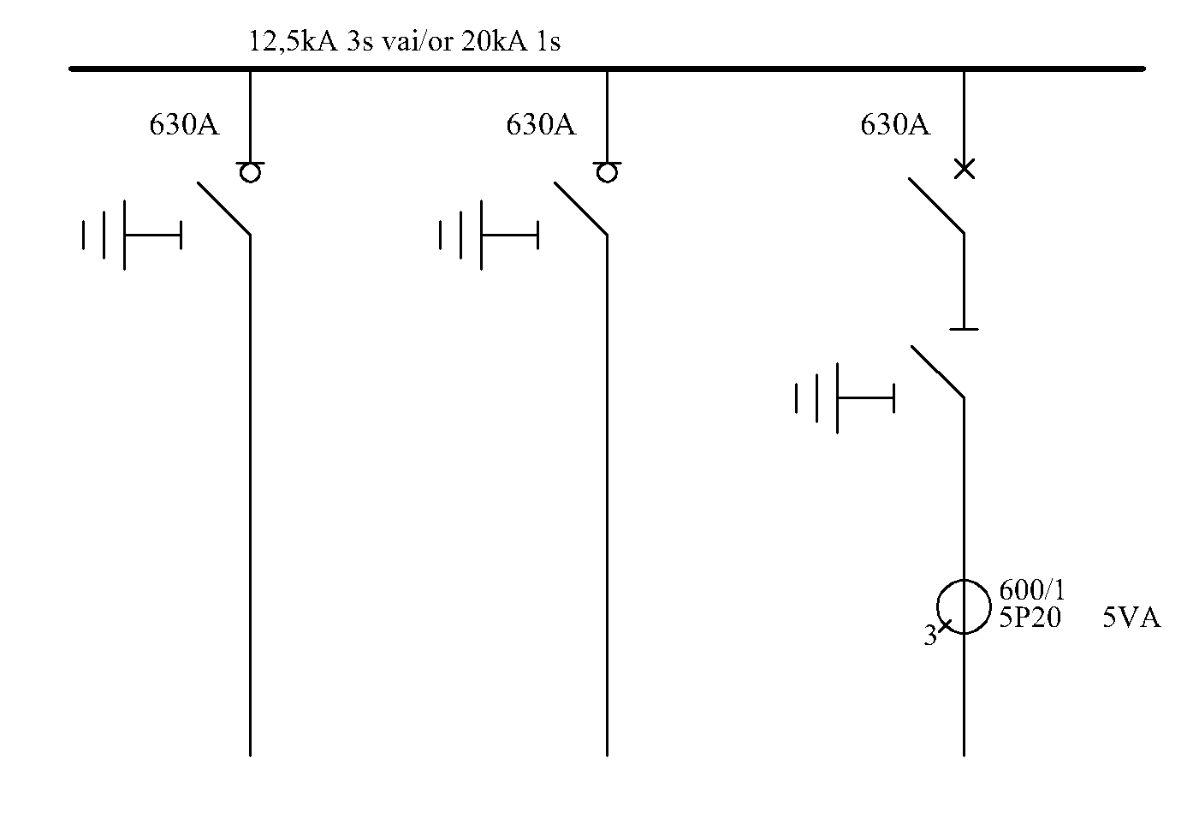 12,5kA 3s vai/or 20kA 1s
630A 630A 630A
600/1
5P20 5VA
3